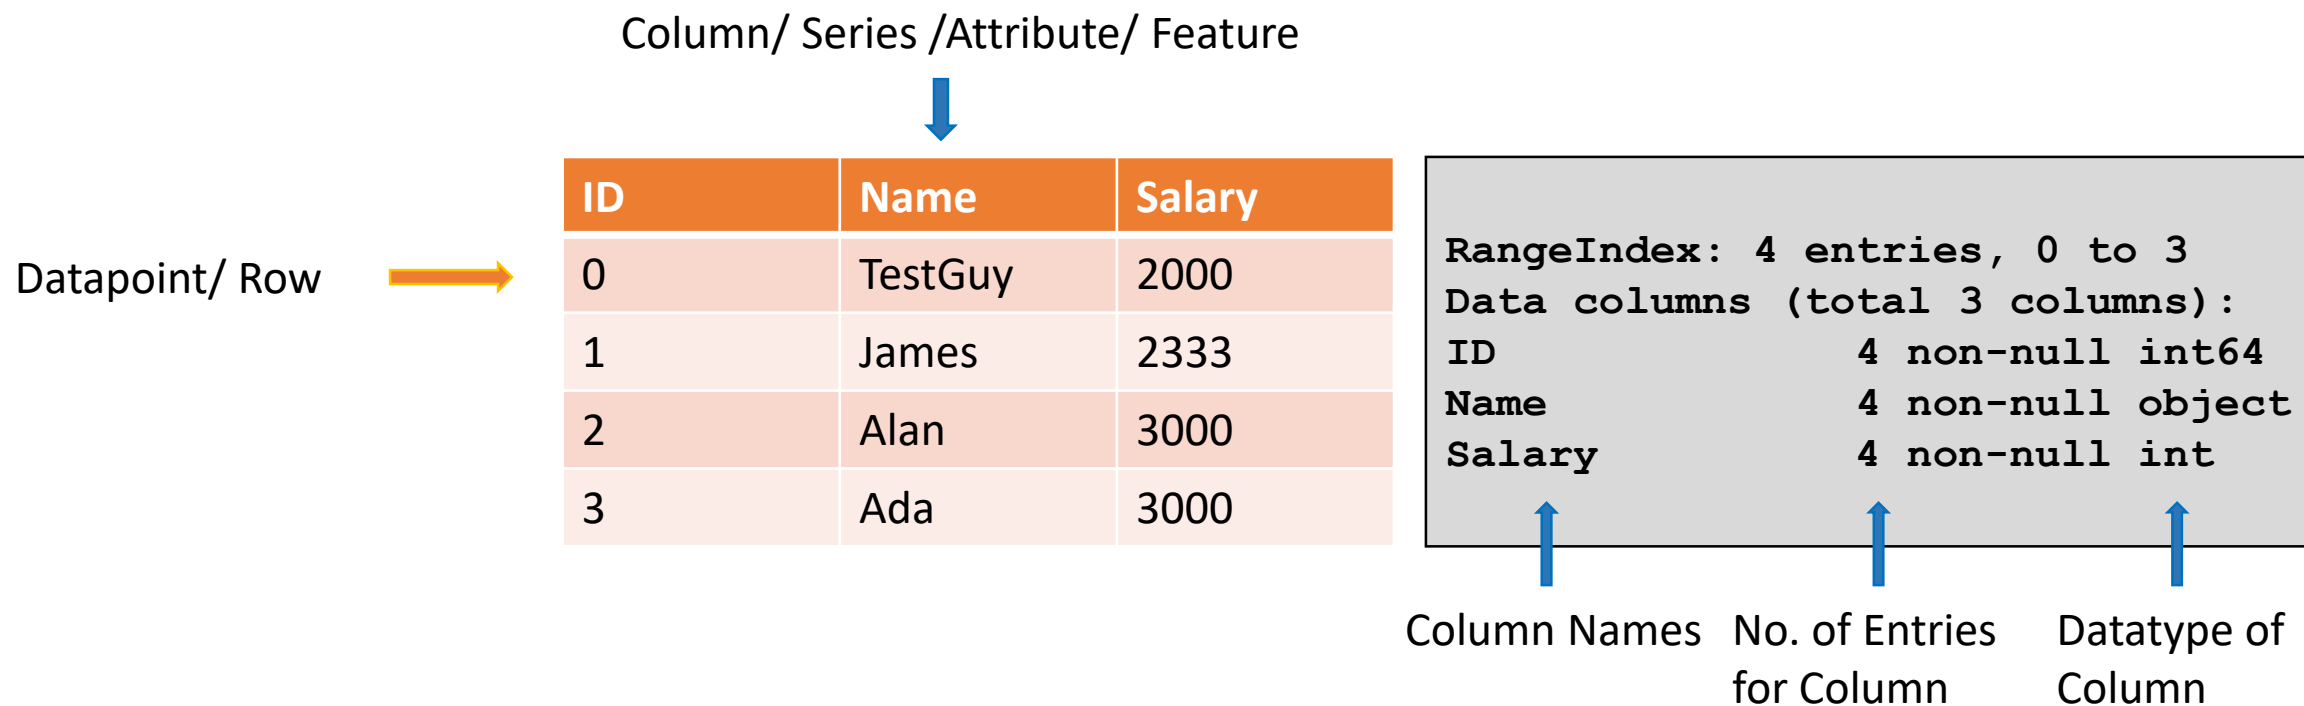 Column/ Series /Attribute/ Feature
Datapoint/ Row
ID Name Salary
0 TestGuy 2000
1 James 2333
2 Alan 3000
3 Ada 3000
RangeIndex: 4 entries, 0 to 3
Data columns (total 3 columns):
ID 4 non-null int64
Name 4 non-null object
Salary 4 non-null int
Column Names
No. of Entries
for Column
Datatype of
Column